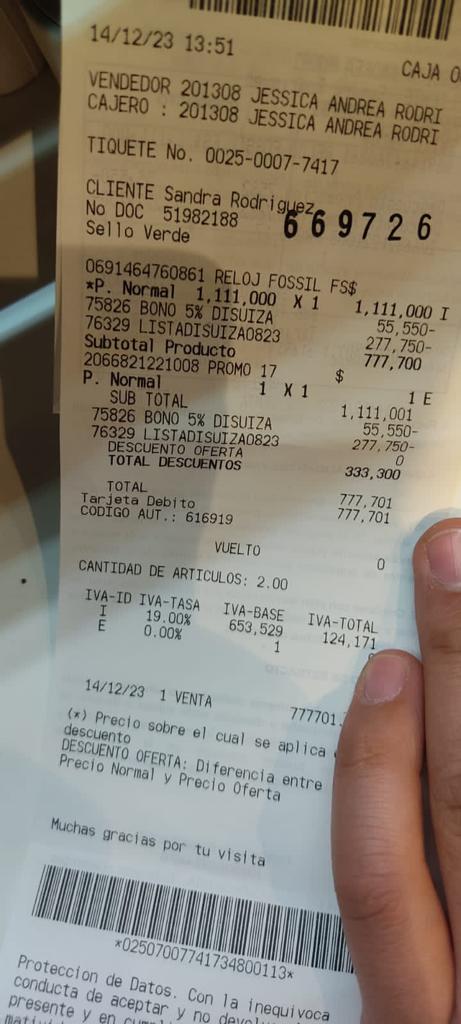 14/12/23 13:51
CAJA 0
VENDEDOR 201308 JESSICA ANDREA RODRI
CAJERO : 201308 JESSICA ANDREA RODRI
TIQUETE No. 0025-0007-7417
CLIENTE Sandra Rodriguez
No DOC 51982188
669726
Sello Verde
0691464760861 RELOJ FOSSIL FS$
*P. Normal 1,111,000 X 1 1,111,000 I
75826 BONO 5% DISUIZA 55,550-
76329 LISTADISUIZA0823 277,750-
Subtotal Producto 777,700
2066821221008 PROMO 17 $
P. Normal 1 X 1 1 E
SUB TOTAL 1,111,001
75826 BONO 5% DISUIZA 55,550-
76329 LISTADISUIZA0823 277,750-
DESCUENTO OFERTA 0
TOTAL DESCUENTOS 333,300
TOTAL 777,701
Tarjeta Debito 777,701
CODIGO AUT.: 616919
VUELTO 0
CANTIDAD DE ARTICULOS: 2.00
IVA-ID IVA-TASA IVA-BASE IVA-TOTAL
I 19.00% 653,529 124,171
E 0.00% 1
14/12/23 1 VENTA 777701.
(*) Precio sobre el cual se aplica
descuento
DESCUENTO OFERTA: Diferencia entre
Precio Normal y Precio Oferta
Muchas gracias por tu visita
*02507007741734800113*
Proteccion de Datos. Con la inequivoca
conducta de aceptar y no
presente y en